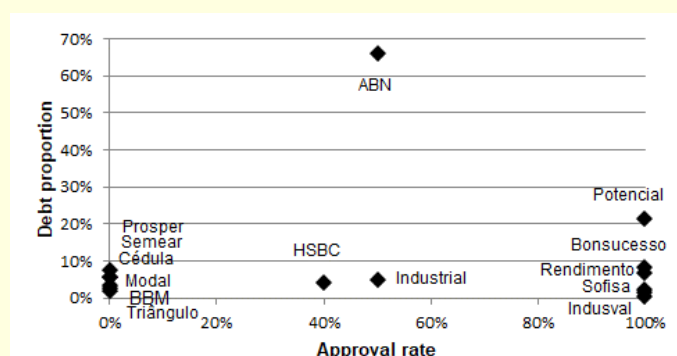 70%
60%
50%
40%
30%
20%
10%
0%
Debt proportion
ABN
Potencial
Prosper
Semear
Cédula
HSBC
Bonsucesso
Modal
Industrial
Rendimento
BBM
Sofisa
Triângulo
Indusval
0% 20% 40% 60% 80% 100%
Approval rate